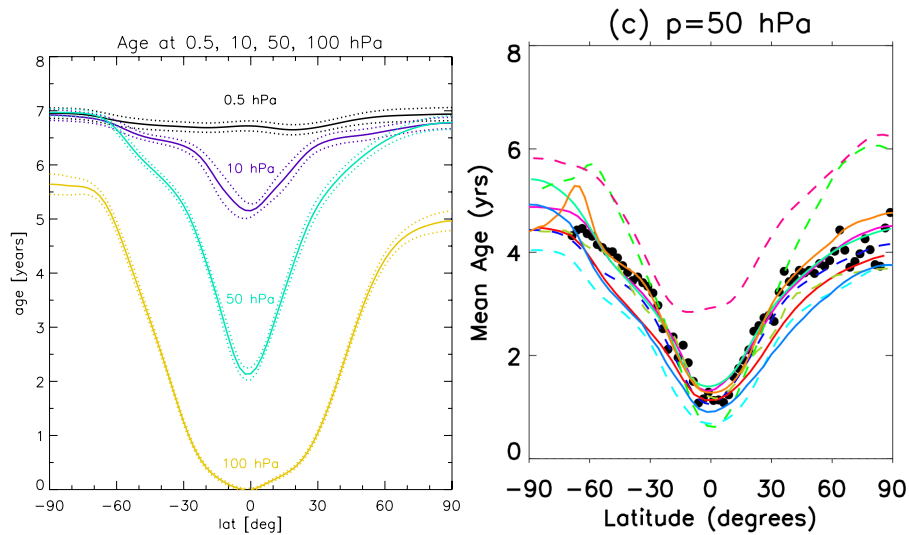 Age at 0.5, 10, 50, 100 hPa
8
7
6
5
4
3
2
1
0
age [years]
0.5 hPa
10 hPa
50 hPa
100 hPa
-90 -60 -30 0 30 60 90
lat [deg]
(c) p=50 hPa
8
6
4
2
0
Mean Age (yrs)
-90 -60 -30 0 30 60 90
Latitude (degrees)